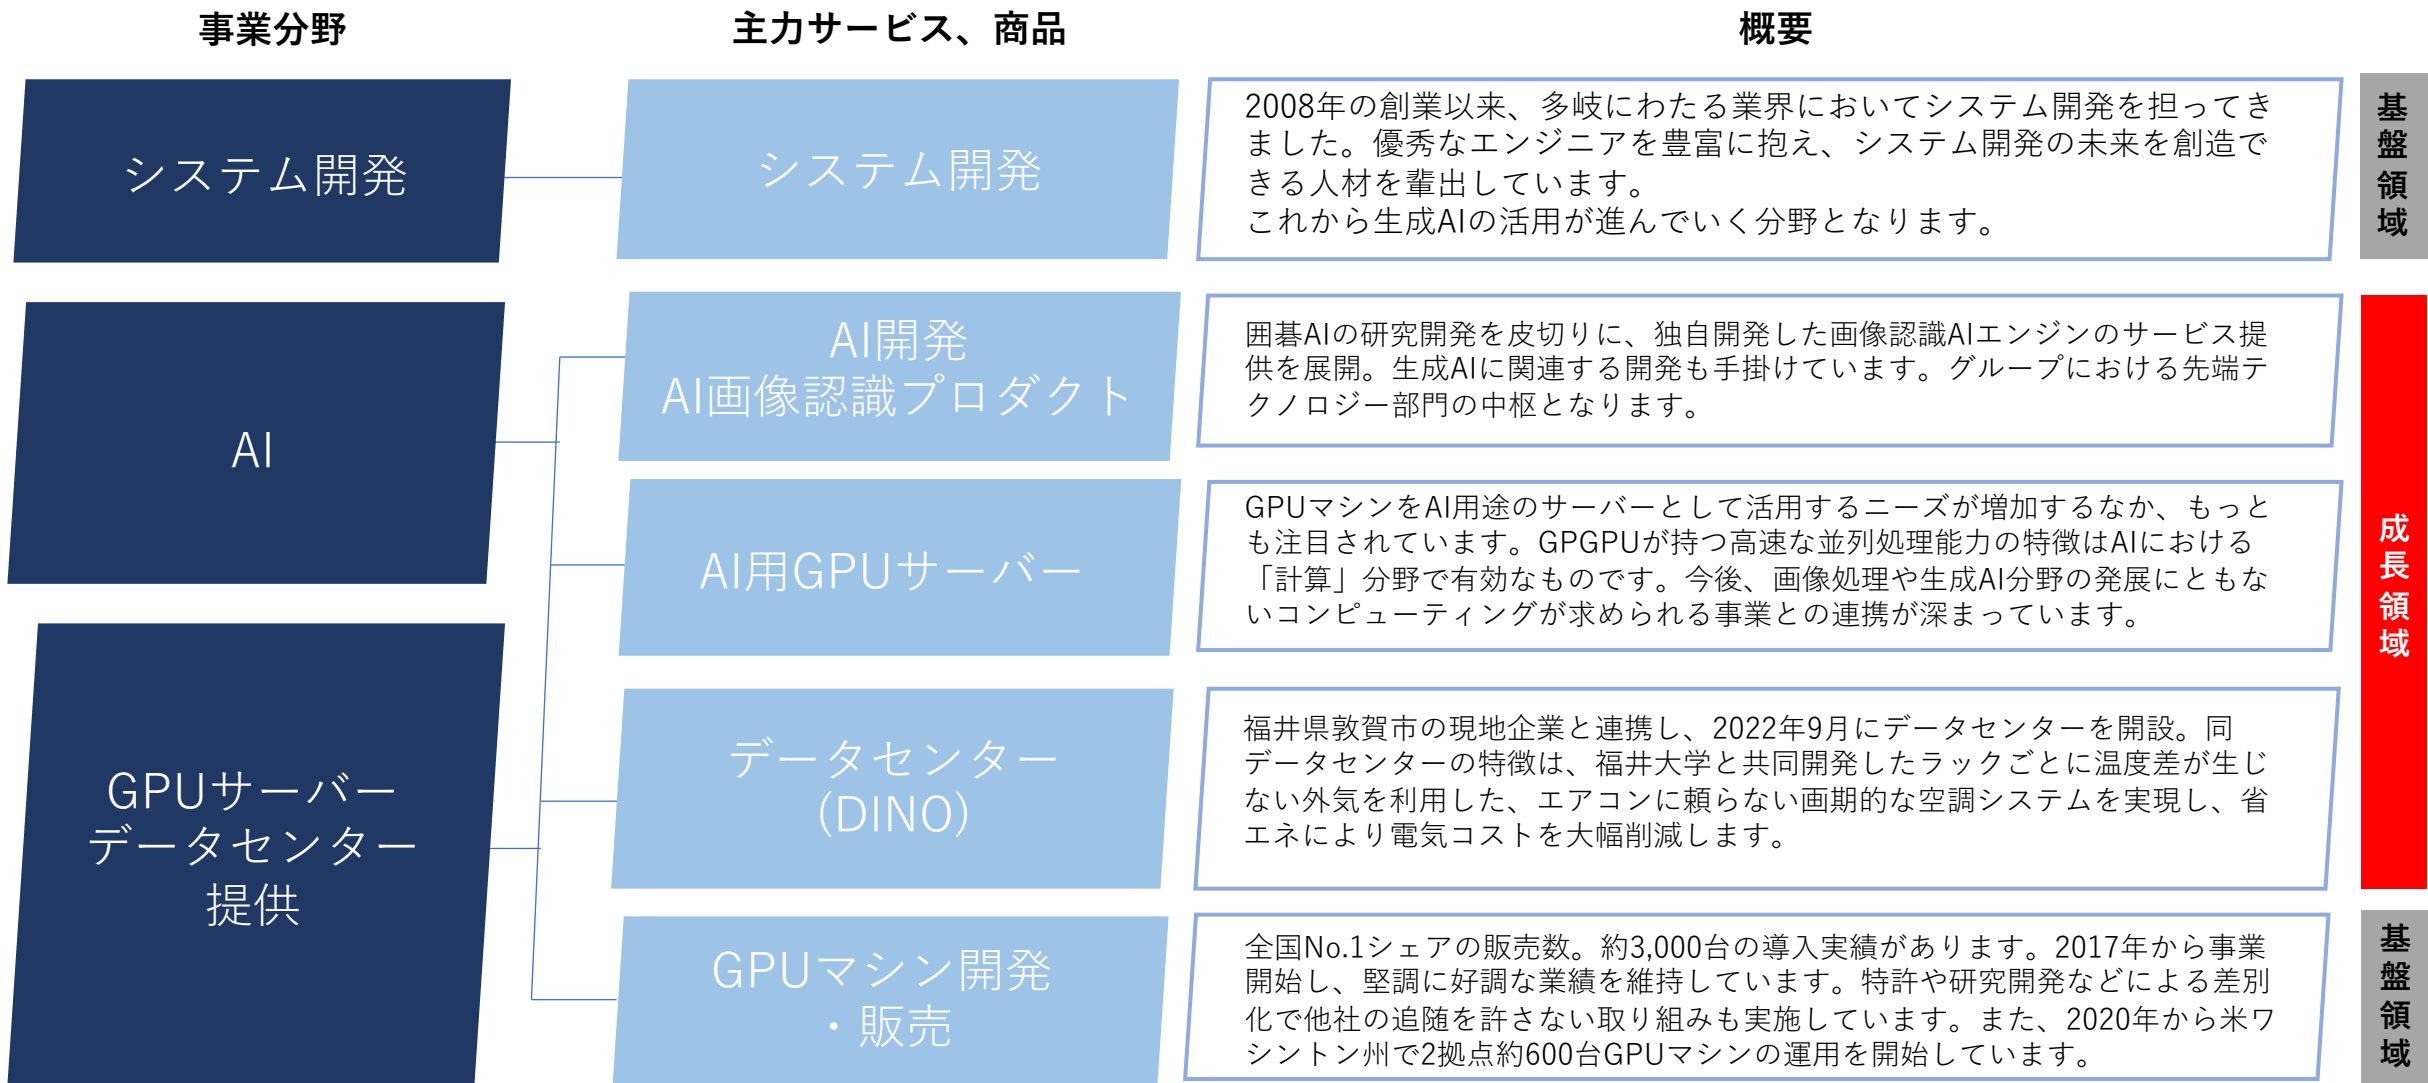 事業分野
主力サービス、商品
概要
システム開発
システム開発
2008年の創業以来、多岐にわたる業界においてシステム開発を担ってき
ました。優秀なエンジニアを豊富に抱え、システム開発の未来を創造で
きる人材を輩出しています。
これから生成AIの活用が進んでいく分野となります。
基盤領域
AI
AI開発
AI画像認識プロダクト
囲碁AIの研究開発を皮切りに、独自開発した画像認識AIエンジンのサービス提
供を展開。生成AIに関連する開発も手掛けています。グループにおける先端テ
クノロジー部門の中枢となります。
AI用GPUサーバー
GPUマシンをAI用途のサーバーとして活用するニーズが増加するなか、もっと
も注目されています。GPGPUが持つ高速な並列処理能力の特徴はAIにおける
「計算」分野で有効なものです。今後、画像処理や生成AI分野の発展にともな
いコンピューティングが求められる事業との連携が深まっています。
成長領域
GPUサーバー
データセンター
提供
データセンター
(DINO)
福井県敦賀市の現地企業と連携し、2022年9月にデータセンターを開設。同
データセンターの特徴は、福井大学と共同開発したラックごとに温度差が生じ
ない外気を利用した、エアコンに頼らない画期的な空調システムを実現し、省
エネにより電気コストを大幅削減します。
GPUマシン開発
・販売
全国No.1シェアの販売数。約3,000台の導入実績があります。2017年から事業
開始し、堅調に好調な業績を維持しています。特許や研究開発などによる差別
化で他社の追随を許さない取り組みも実施しています。また、2020年から米ワ
シントン州で2拠点約600台GPUマシンの運用を開始しています。
基盤領域